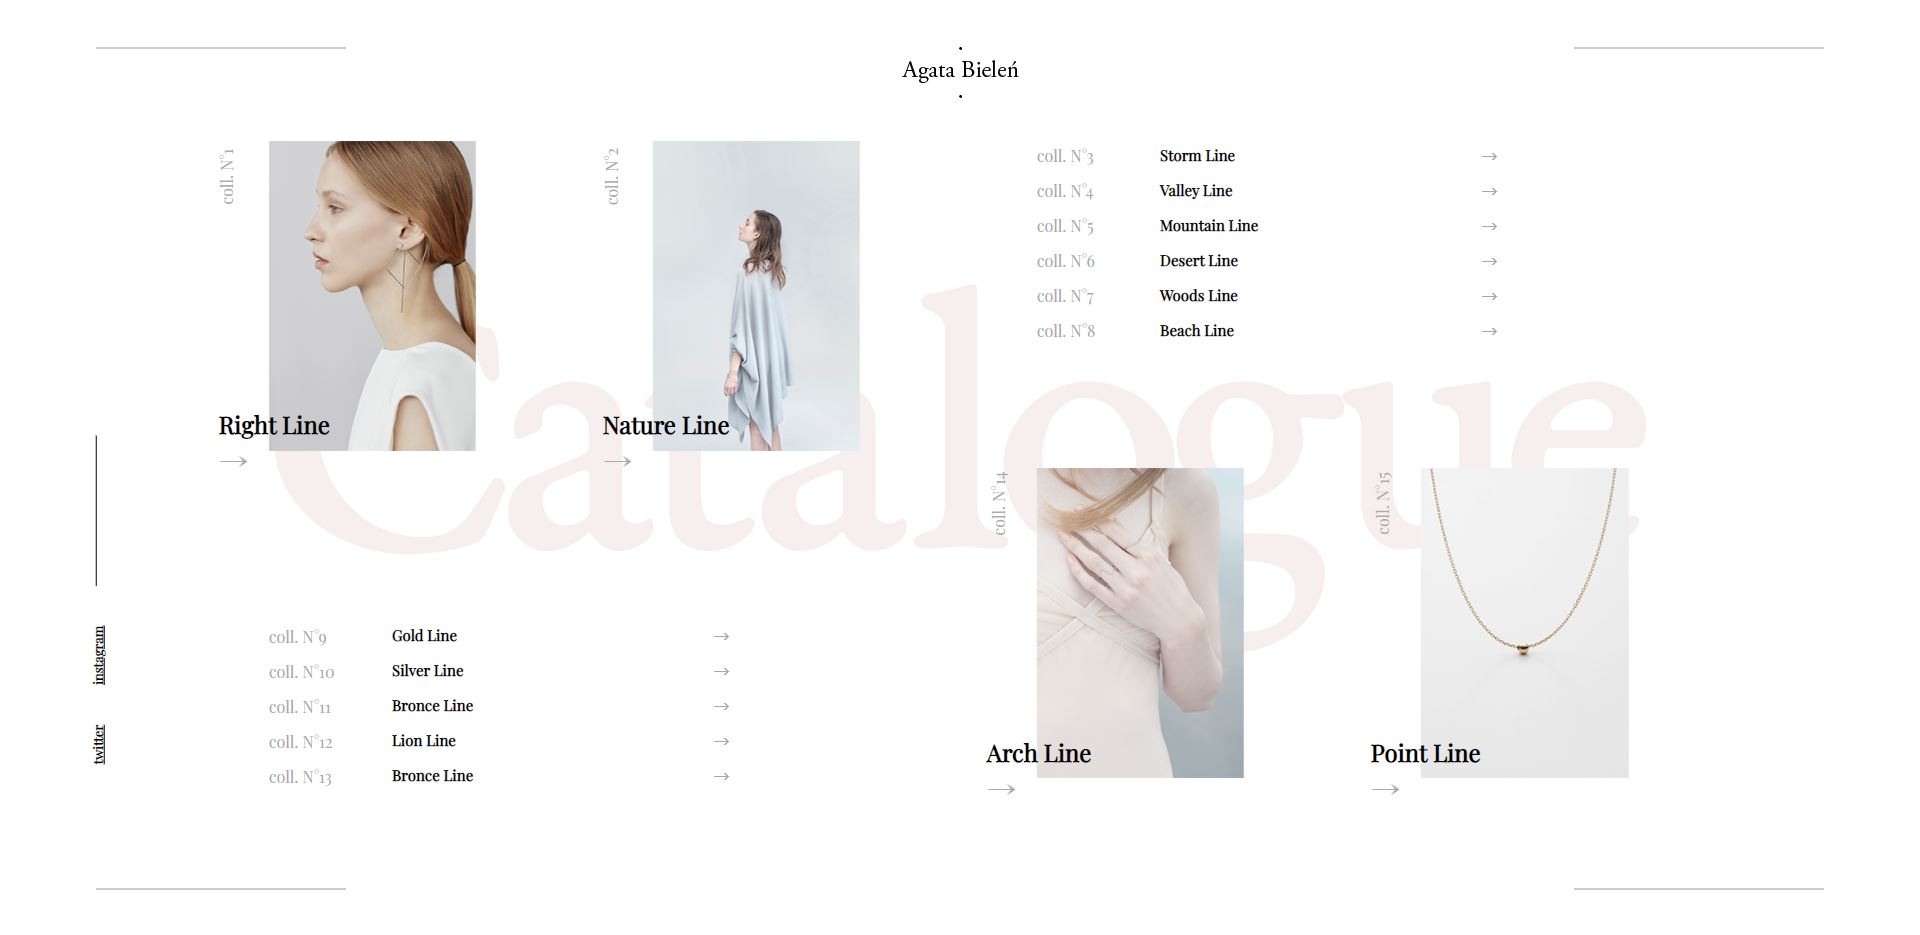 Agata Bieleń
Catalogue
coll. N°1
Right Line
coll. N°2
Nature Line
coll. N°3 Storm Line
coll. N°4 Valley Line
coll. N°5 Mountain Line
coll. N°6 Desert Line
coll. N°7 Woods Line
coll. N°8 Beach Line
instagram
twitter
coll. N°9 Gold Line
coll. N°10 Silver Line
coll. N°11 Bronce Line
coll. N°12 Lion Line
coll. N°13 Bronce Line
coll. N°14
Arch Line
coll. N°15
Point Line